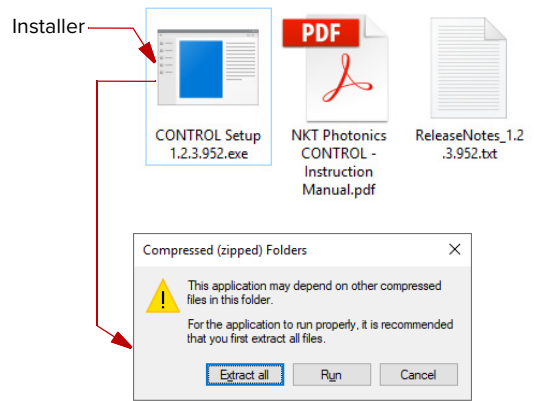 Installer
PDF
CONTROL Setup
1.2.3.952.exe
NKT Photonics
CONTROL -
Instruction
Manual.pdf
ReleaseNotes_1.2
.3.952.txt
Compressed (zipped) Folders
This application may depend on other compressed
files in this folder.
For the application to run properly, it is recommended
that you first extract all files.
Extract all
Run
Cancel